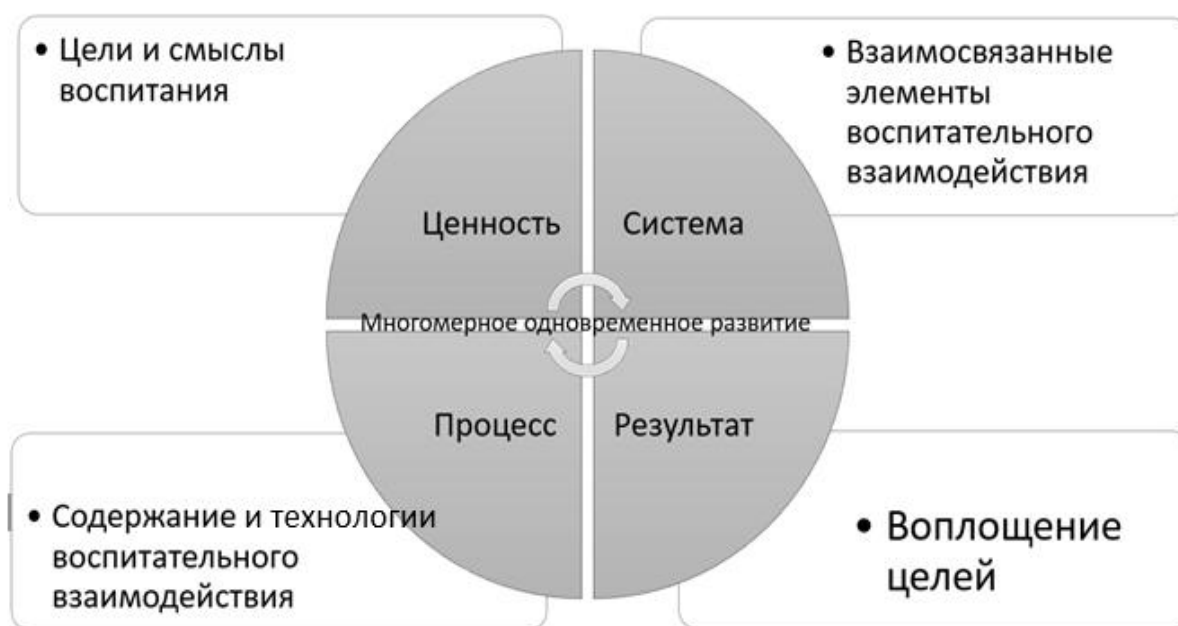 • Цели и смыслы
воспитания
• Взаимосвязанные
элементы
воспитательного
взаимодействия
Ценность
Система
Многомерное одновременное развитие
Процесс
Результат
• Содержание и технологии
воспитательного
взаимодействия
• Воплощение
целей